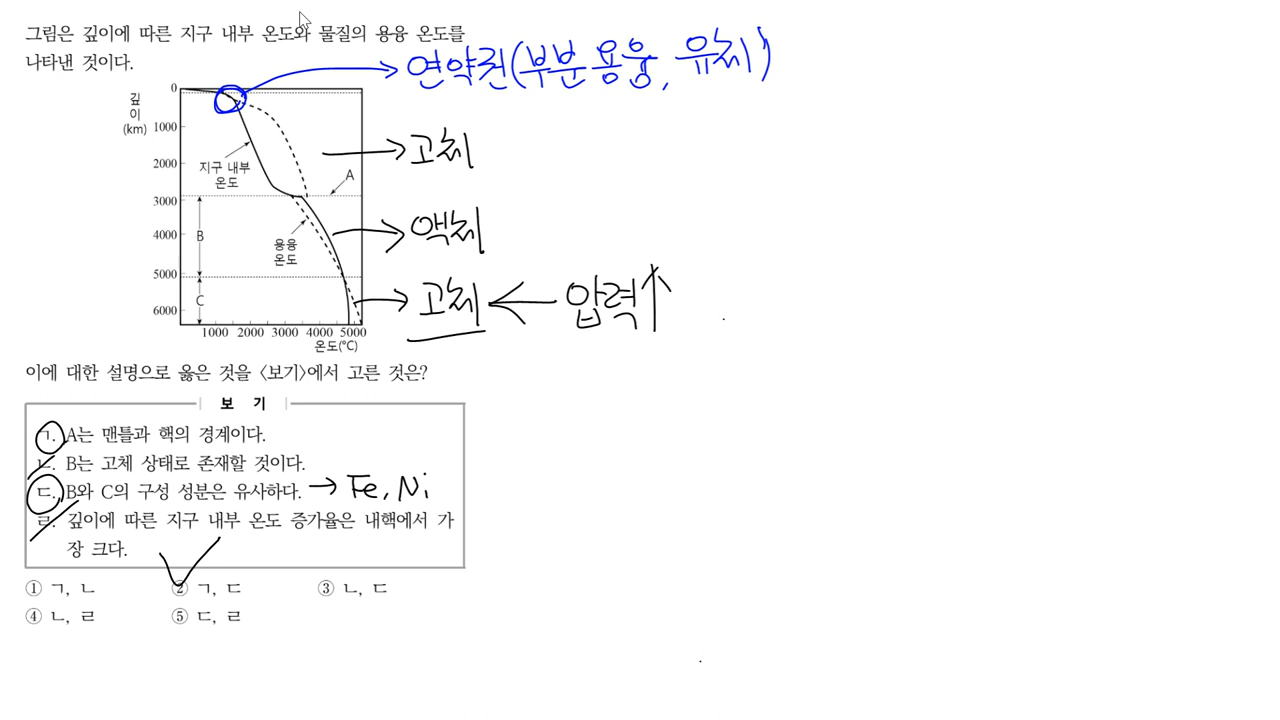 그림은 깊이에 따른 지구 내부 온도와 물질의 용융 온도를
나타낸 것이다.
연약권(부분용융, 유체)
깊이(km)
0
1000
2000
3000
4000
5000
6000
지구 내부
온도
A
B
C
용융
온도
1000 2000 3000 4000 5000
온도(℃)
고체
액체
고체 ← 압력↑
이에 대한 설명으로 옳은 것을 〈보기〉에서 고른 것은?
보 기
ㄱ. A는 맨틀과 핵의 경계이다.
ㄴ. B는 고체 상태로 존재할 것이다.
ㄷ. B와 C의 구성 성분은 유사하다. → Fe, Ni
ㄹ. 깊이에 따른 지구 내부 온도 증가율은 내핵에서 가
장 크다.
① ㄱ, ㄴ ② ㄱ, ㄷ ③ ㄴ, ㄷ
④ ㄴ, ㄹ ⑤ ㄷ, ㄹ